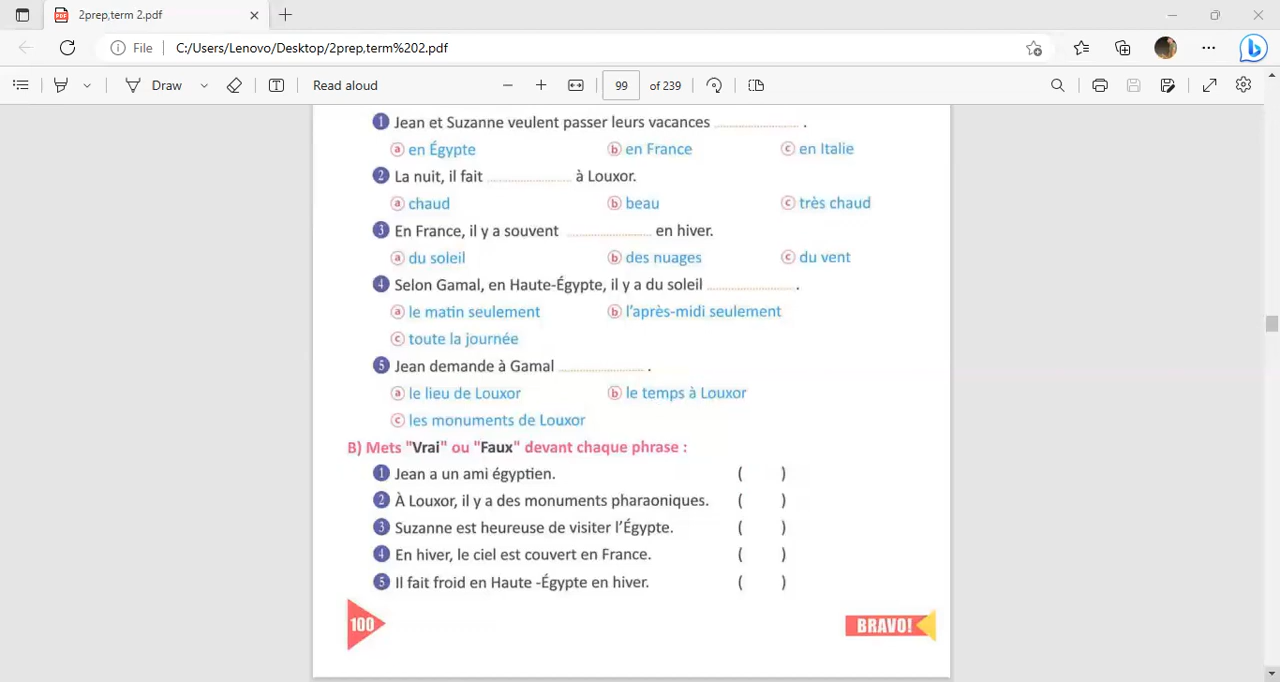 2prep,term 2.pdf
File C:/Users/Lenovo/Desktop/2prep,term%202.pdf
Draw Read aloud 99 of 239
1 Jean et Suzanne veulent passer leurs vacances .................... .
a en Égypte b en France c en Italie
2 La nuit, il fait .................... à Louxor.
a chaud b beau c très chaud
3 En France, il y a souvent .................... en hiver.
a du soleil b des nuages c du vent
4 Selon Gamal, en Haute-Égypte, il y a du soleil .................... .
a le matin seulement b l'après-midi seulement
c toute la journée
5 Jean demande à Gamal .................... .
a le lieu de Louxor b le temps à Louxor
c les monuments de Louxor
B) Mets "Vrai" ou "Faux" devant chaque phrase :
1 Jean a un ami égyptien. ( )
2 À Louxor, il y a des monuments pharaoniques. ( )
3 Suzanne est heureuse de visiter l'Égypte. ( )
4 En hiver, le ciel est couvert en France. ( )
5 Il fait froid en Haute -Égypte en hiver. ( )
100 BRAVO!